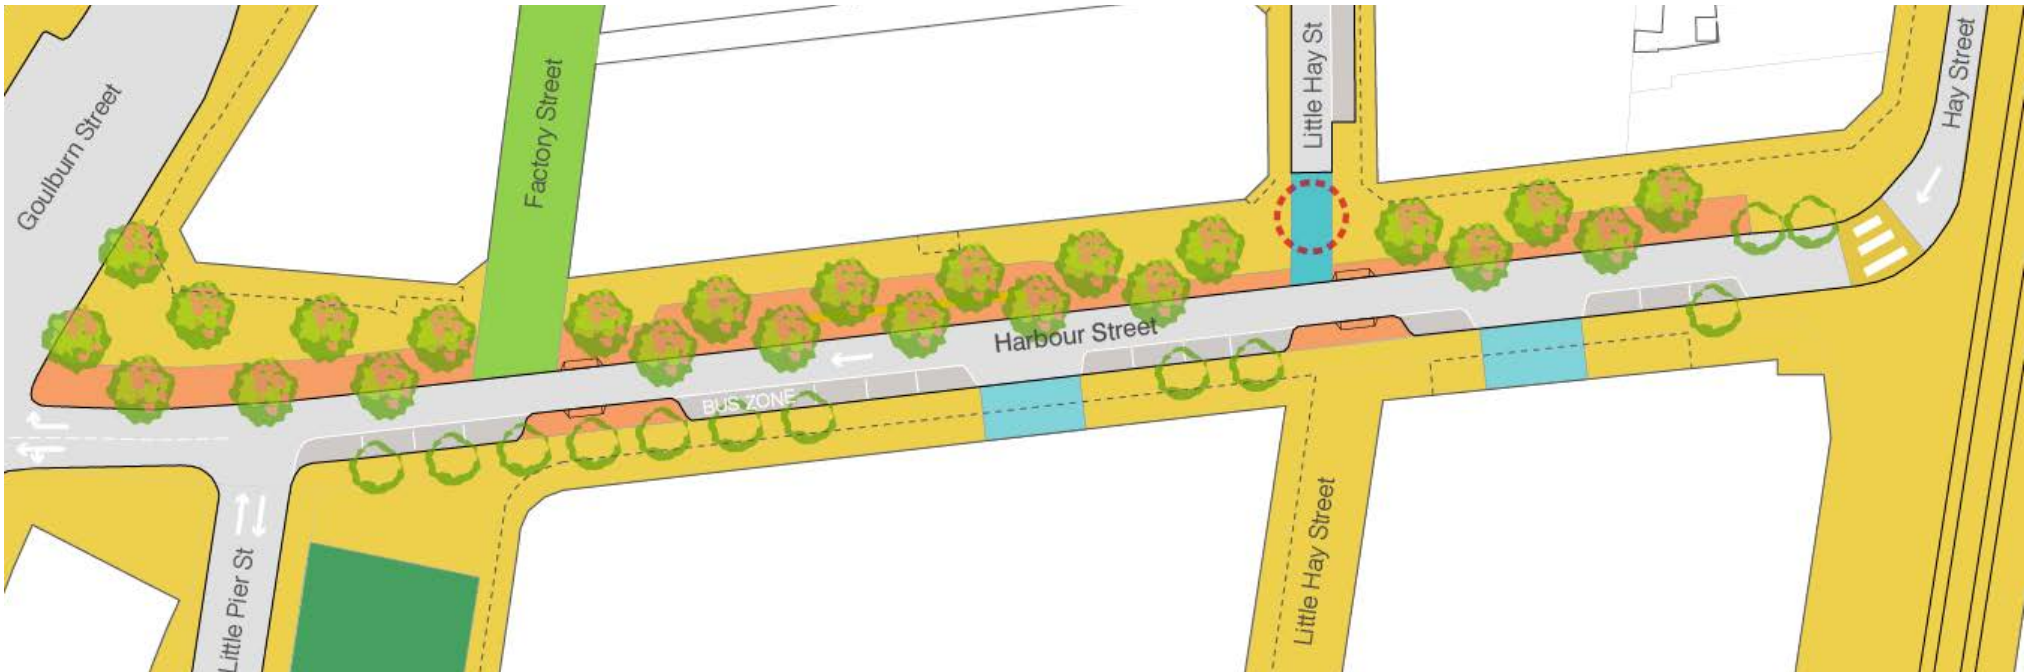 Goulburn Street
Factory Street
Little Hay St
Hay Street
Harbour Street
BUS ZONE
Little Pier St
Little Hay Street